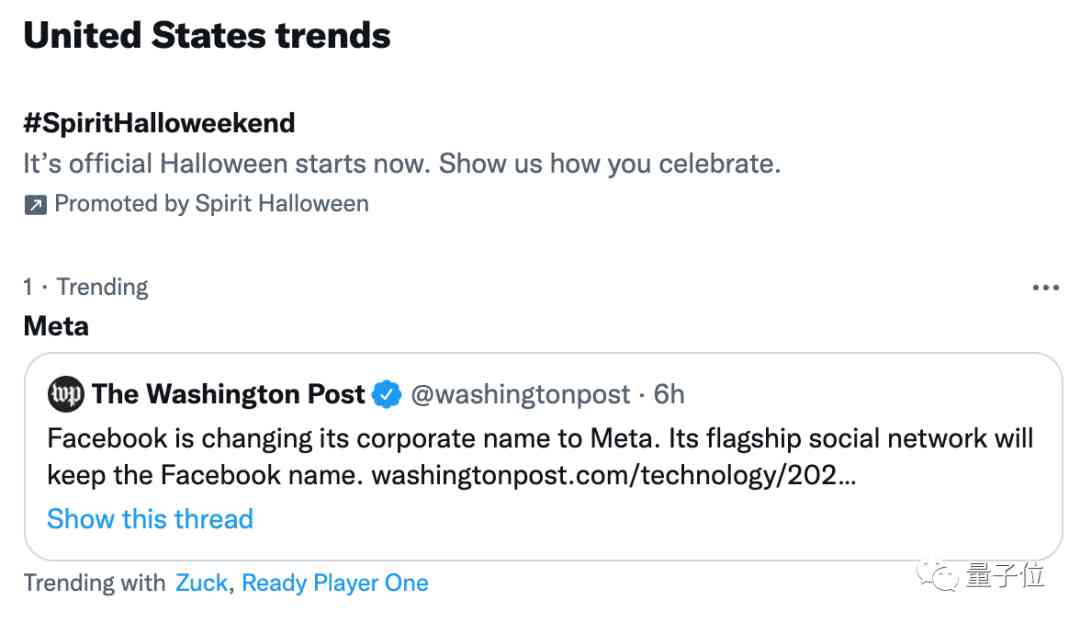 United States trends
#SpiritHalloweekend
It’s official Halloween starts now. Show us how you celebrate.
Promoted by Spirit Halloween
1 · Trending
Meta
wp The Washington Post @washingtonpost · 6h
Facebook is changing its corporate name to Meta. Its flagship social network will
keep the Facebook name. washingtonpost.com/technology/202...
Show this thread
Trending with Zuck, Ready Player One
量子位